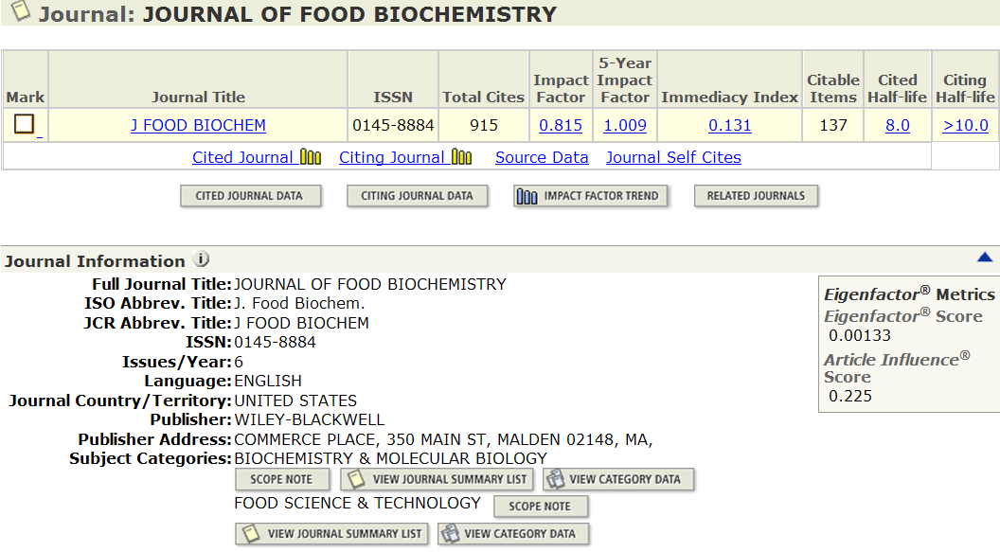 Journal: JOURNAL OF FOOD BIOCHEMISTRY
Mark Journal Title ISSN Total Cites Impact Factor 5-Year Impact Factor Immediacy Index Citable Items Cited Half-life Citing Half-life
J FOOD BIOCHEM 0145-8884 915 0.815 1.009 0.131 137 8.0 >10.0
Cited Journal Citing Journal Source Data Journal Self Cites
CITED JOURNAL DATA CITING JOURNAL DATA IMPACT FACTOR TREND RELATED JOURNALS
Journal Information i
Full Journal Title: JOURNAL OF FOOD BIOCHEMISTRY
ISO Abbrev. Title: J. Food Biochem.
JCR Abbrev. Title: J FOOD BIOCHEM
ISSN: 0145-8884
Issues/Year: 6
Language: ENGLISH
Journal Country/Territory: UNITED STATES
Publisher: WILEY-BLACKWELL
Publisher Address: COMMERCE PLACE, 350 MAIN ST, MALDEN 02148, MA,
Subject Categories: BIOCHEMISTRY & MOLECULAR BIOLOGY
SCOPE NOTE VIEW JOURNAL SUMMARY LIST VIEW CATEGORY DATA
FOOD SCIENCE & TECHNOLOGY SCOPE NOTE
VIEW JOURNAL SUMMARY LIST VIEW CATEGORY DATA
Eigenfactor® Metrics
Eigenfactor® Score
0.00133
Article Influence®
Score
0.225